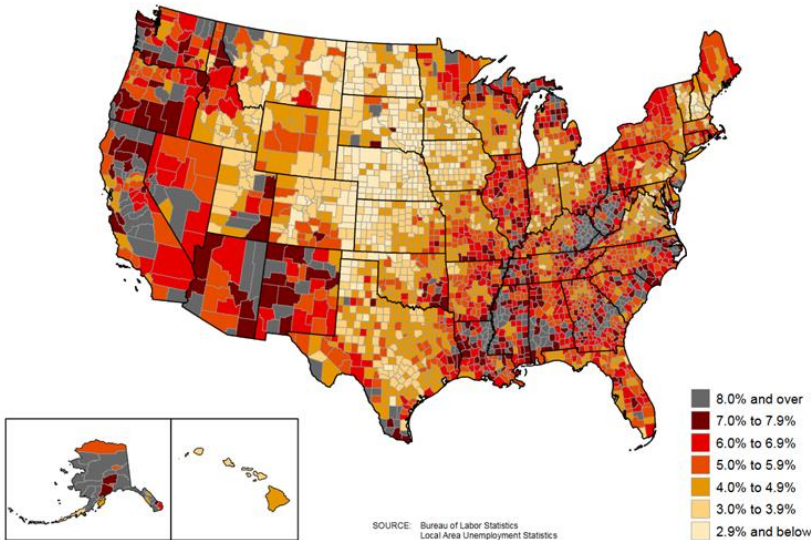 8.0% and over
7.0% to 7.9%
6.0% to 6.9%
5.0% to 5.9%
4.0% to 4.9%
3.0% to 3.9%
2.9% and below
SOURCE: Bureau of Labor Statistics
Local Area Unemployment Statistics